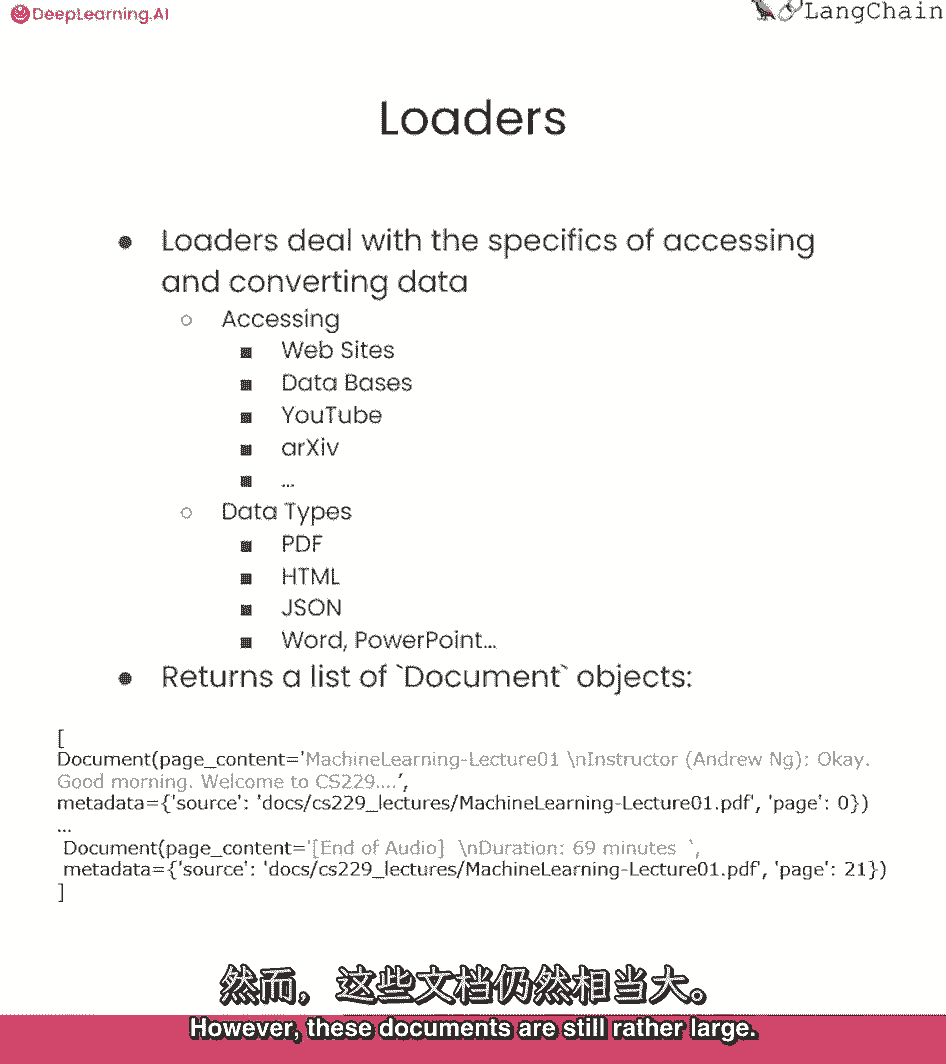 DeepLearning.AI
LangChain
Loaders
● Loaders deal with the specifics of accessing
and converting data
○ Accessing
■ Web Sites
■ Data Bases
■ YouTube
■ arXiv
■ ...
○ Data Types
■ PDF
■ HTML
■ JSON
■ Word, PowerPoint...
● Returns a list of `Document` objects:
[
Document(page_content='MachineLearning-Lecture01 \nInstructor (Andrew Ng): Okay.
Good morning. Welcome to CS229....',
metadata={'source': 'docs/cs229_lectures/MachineLearning-Lecture01.pdf', 'page': 0})
...
Document(page_content='[End of Audio] \nDuration: 69 minutes `,
metadata={'source': 'docs/cs229_lectures/MachineLearning-Lecture01.pdf', 'page': 21})
]
然而，这些文档仍然相当大。
However, these documents are still rather large.